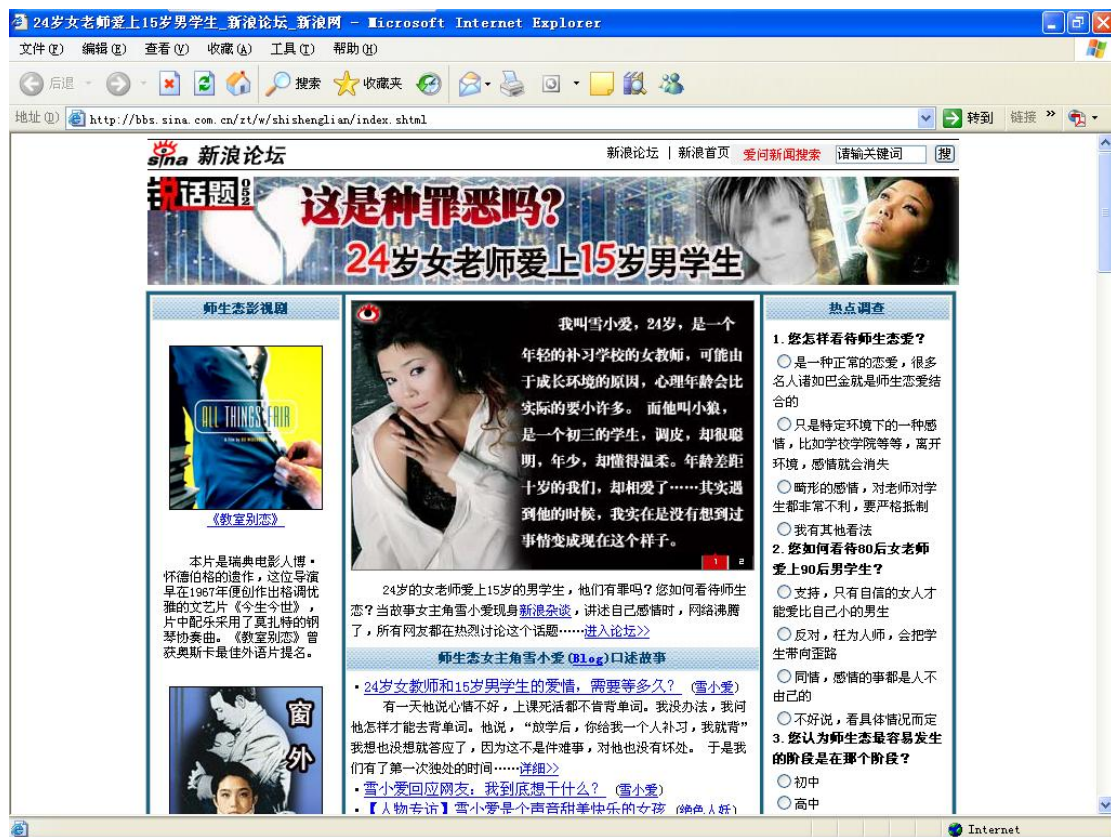 24岁女老师爱上15岁男学生_新浪论坛_新浪网 - Microsoft Internet Explorer
文件(F) 编辑(E) 查看(V) 收藏(A) 工具(T) 帮助(H)
后退 搜索 收藏夹
地址(D) http://bbs.sina.com.cn/zt/w/shishenglian/index.shtml 转到 链接 »
sina 新浪论坛 新浪论坛 | 新浪首页 爱问新闻搜索 请输关键词 搜
锐话题 052
这是种罪恶吗?
24岁女老师爱上15岁男学生
师生恋影视剧
ALL THINGS FAIR
《教室别恋》
本片是瑞典电影人博·
怀德伯格的遗作，这位导演
早在1967年便创作出格调优
雅的文艺片《今生今世》，
片中配乐采用了莫扎特的钢
琴协奏曲。《教室别恋》曾
获奥斯卡最佳外语片提名。
窗
外
我叫雪小爱，24岁，是一个
年轻的补习学校的女教师，可能由
于成长环境的原因，心理年龄会比
实际的要小许多。 而他叫小狼，
是一个初三的学生，调皮，却很聪
明，年少，却懂得温柔。年龄差距
十岁的我们，却相爱了……其实遇
到他的时候，我实在是没有想到过
事情变成现在这个样子。
1 2
24岁的女老师爱上15岁的男学生，他们有罪吗？您如何看待师生
恋？当故事女主角雪小爱现身新浪杂谈，讲述自己感情时，网络沸腾
了，所有网友都在热烈讨论这个话题……进入论坛>>
师生恋女主角雪小爱(Blog)口述故事
·24岁女教师和15岁男学生的爱情，需要等多久？ (雪小爱)
有一天他说心情不好，上课死活都不肯背单词。我没办法，我问
他怎样才能去背单词。他说，“放学后，你给我一个人补习，我就背”
我想也没想就答应了，因为这不是件难事，对他也没有坏处。 于是我
们有了第一次独处的时间……详细>>
·雪小爱回应网友：我到底想干什么？ (雪小爱)
·【人物专访】雪小爱是个声音甜美快乐的女孩 (绝色人妖)
热点调查
1.您怎样看待师生恋爱？
是一种正常的恋爱，很多
名人诸如巴金就是师生恋爱结
合的
只是特定环境下的一种感
情，比如学校学院等等，离开
环境，感情就会消失
畸形的感情，对老师对学
生都非常不利，要严格抵制
我有其他看法
2.您如何看待80后女老师
爱上90后男学生？
支持，只有自信的女人才
能爱比自己小的男生
反对，枉为人师，会把学
生带向歪路
同情，感情的事都是人不
由己的
不好说，看具体情况而定
3.您认为师生恋最容易发生
的阶段是在那个阶段？
初中
高中
Internet